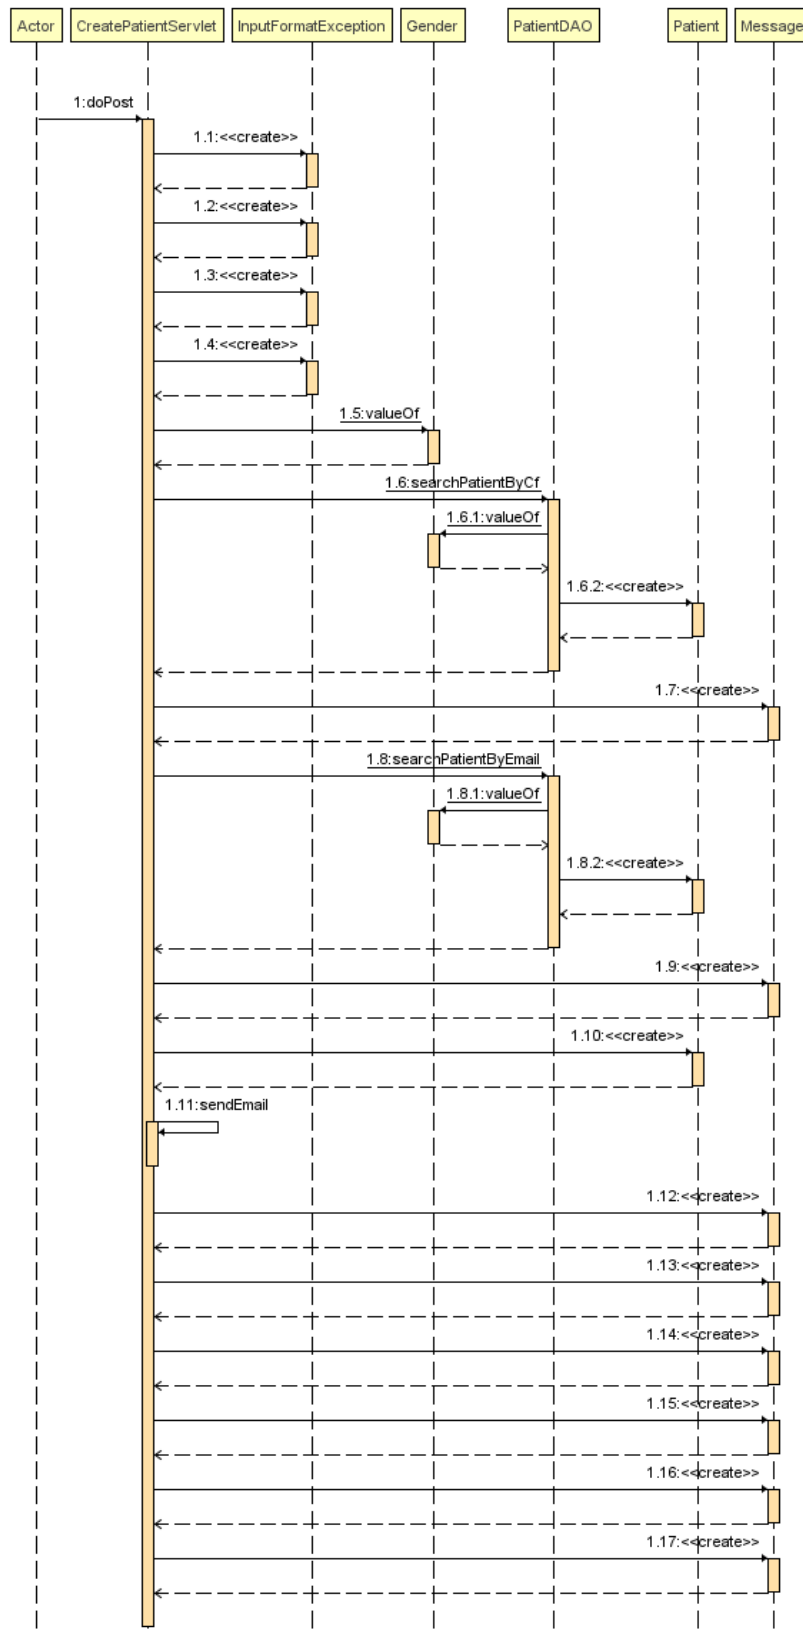 Actor CreatePatientServlet InputFormatException Gender PatientDAO Patient Message
1:doPost
1.1:<<create>>
1.2:<<create>>
1.3:<<create>>
1.4:<<create>>
1.5:valueOf
1.6:searchPatientByCf
1.6.1:valueOf
1.6.2:<<create>>
1.7:<<create>>
1.8:searchPatientByEmail
1.8.1:valueOf
1.8.2:<<create>>
1.9:<<create>>
1.10:<<create>>
1.11:sendEmail
1.12:<<create>>
1.13:<<create>>
1.14:<<create>>
1.15:<<create>>
1.16:<<create>>
1.17:<<create>>